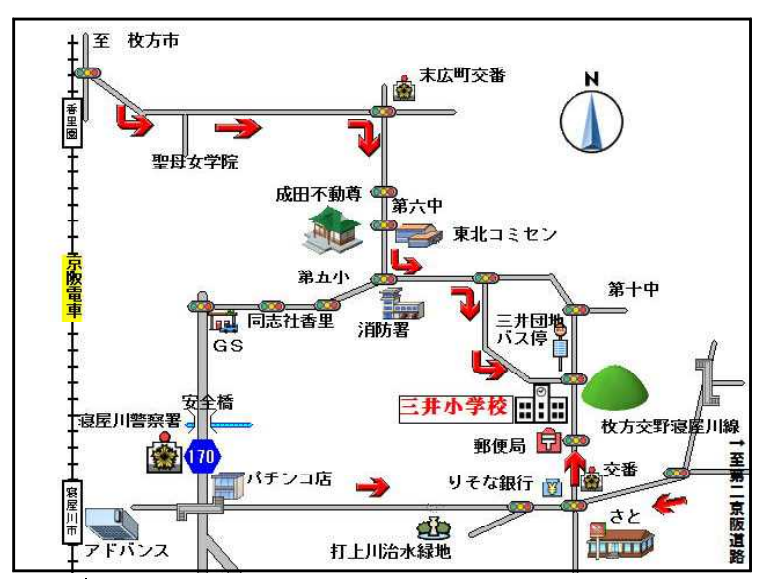 至 枚方市
末広町交番
N
香里園
聖母女学院
成田不動尊
第六中
東北コミセン
京阪電車
第五小
第十中
三井団地
バス停
同志社香里
消防署
GS
安全橋
三井小学校
寝屋川警察署
枚方交野寝屋川線
郵便局
170
パチンコ店
りそな銀行
交番
→至第二京阪道路
寝屋川市
さと
アドバンス
打上川治水緑地